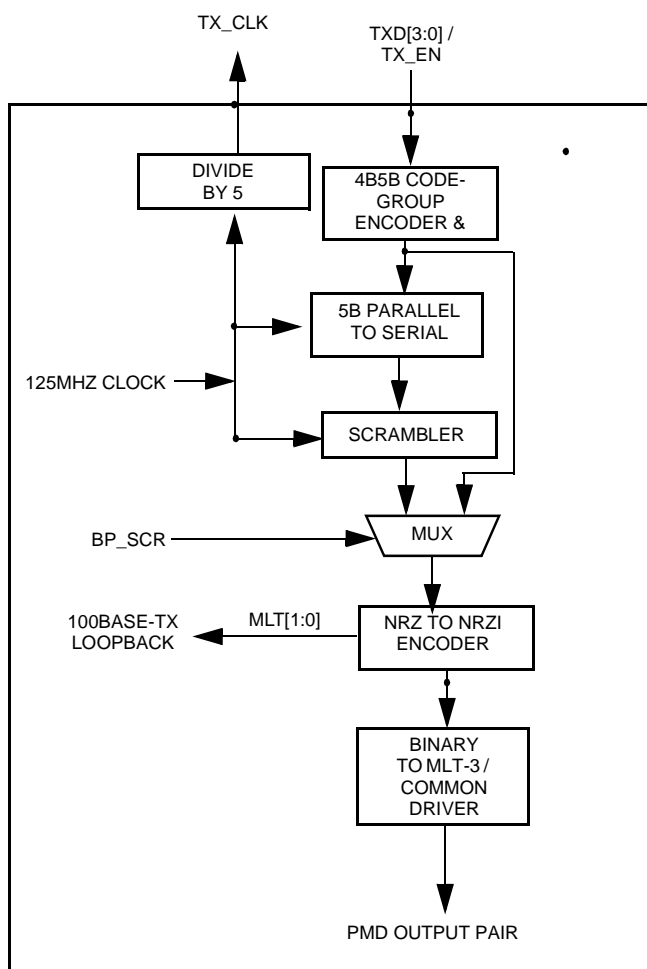 TX_CLK
TXD[3:0] /
TX_EN
DIVIDE
BY 5
4B5B CODE-
GROUP
ENCODER &
5B PARALLEL
TO SERIAL
125MHZ CLOCK
SCRAMBLER
BP_SCR
MUX
100BASE-TX
LOOPBACK
MLT[1:0]
NRZ TO NRZI
ENCODER
BINARY
TO MLT-3 /
COMMON
DRIVER
PMD OUTPUT PAIR